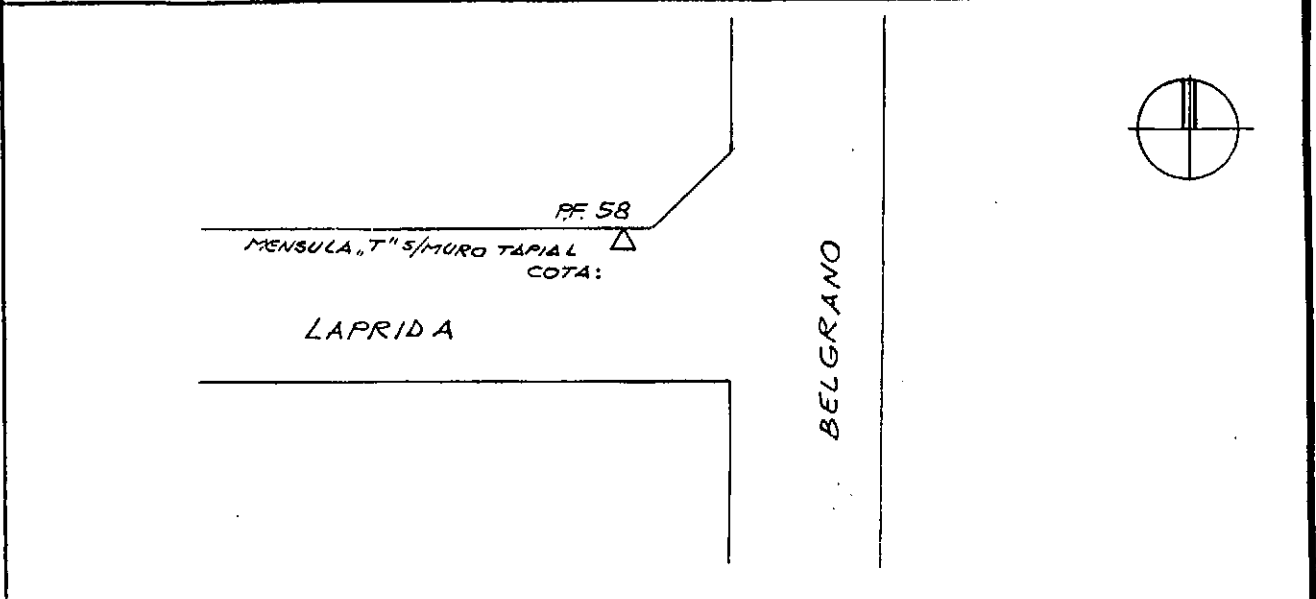 P.F. 58
MENSULA „T" S/MURO TAPIAL
COTA:
LAPRIDA
BELGRANO